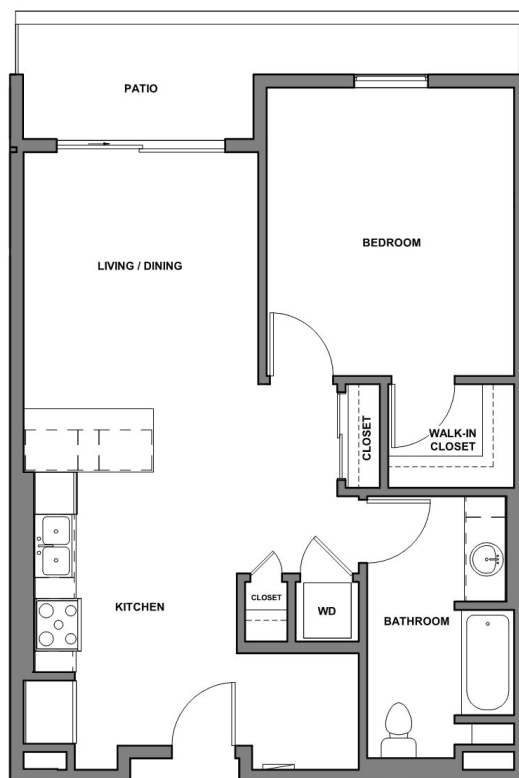 PATIO
BEDROOM
LIVING / DINING
CLOSET
WALK-IN
CLOSET
CLOSET
WD
KITCHEN
BATHROOM